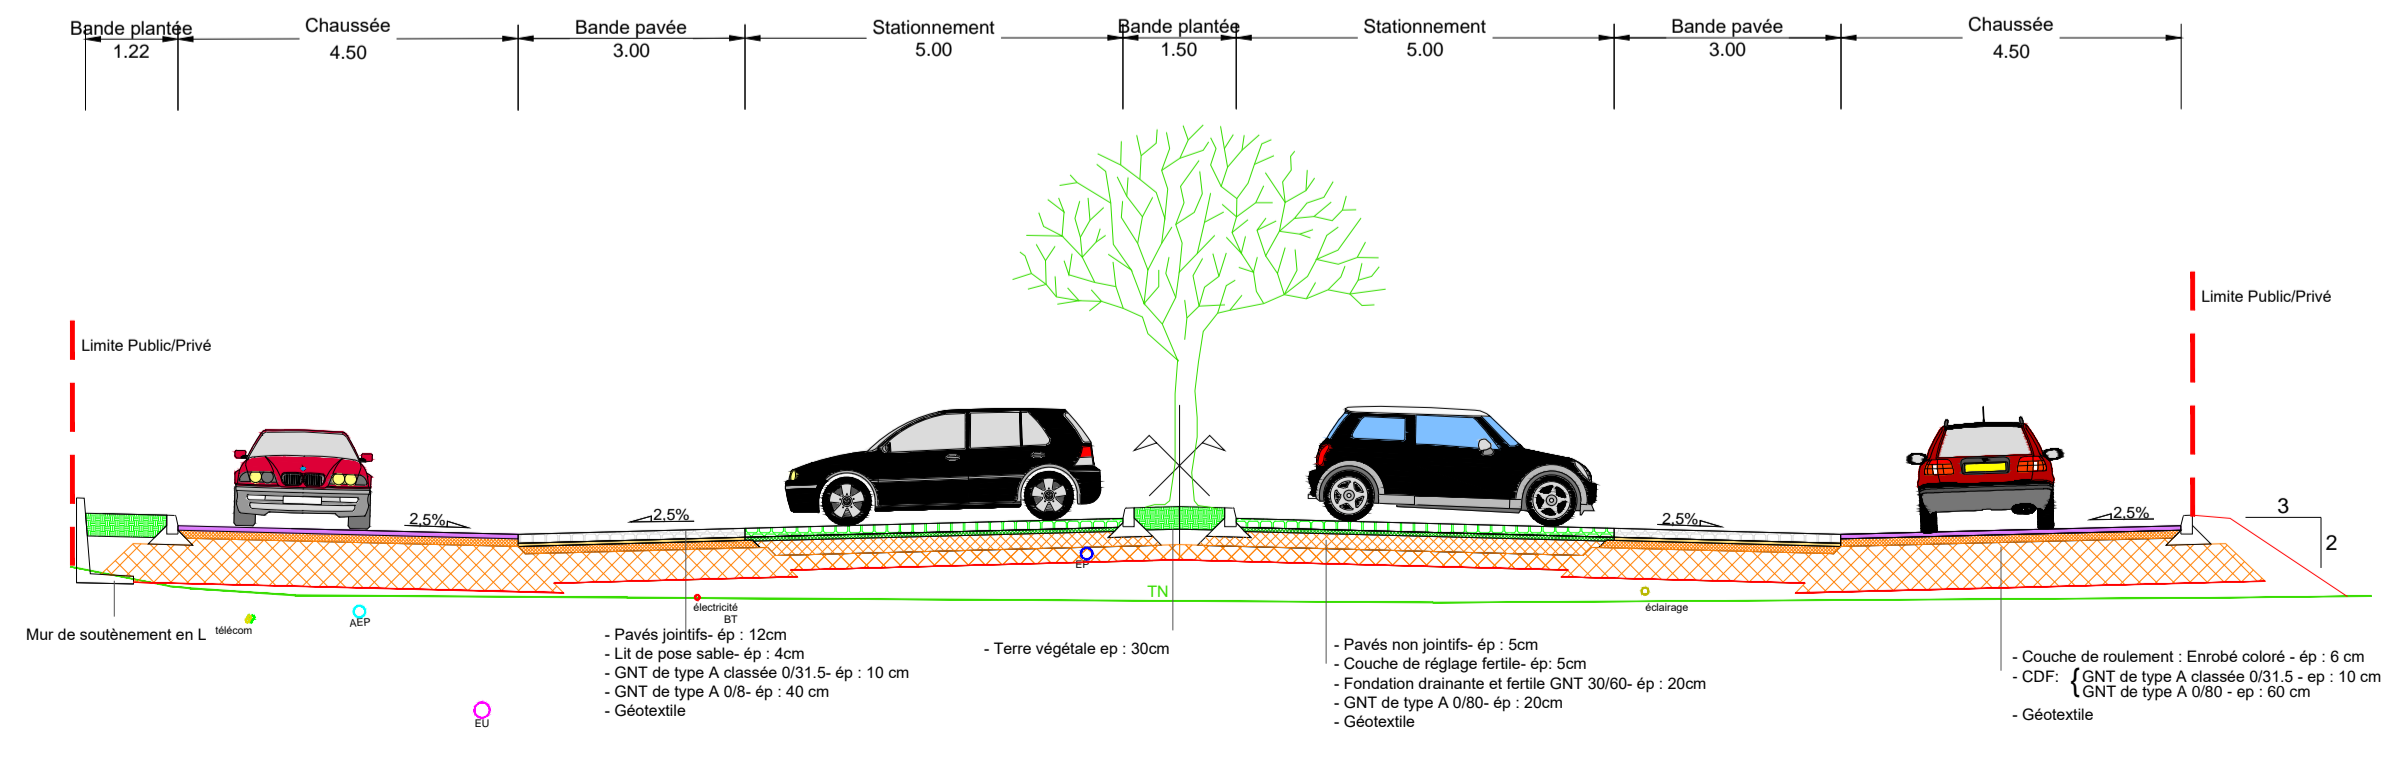 Bande plantée
1.22
Chaussée
4.50
Bande pavée
3.00
Stationnement
5.00
Bande plantée
1.50
Stationnement
5.00
Bande pavée
3.00
Chaussée
4.50
Limite Public/Privé
Limite Public/Privé
2,5%
2,5%
2,5%
2,5%
3
2
EP
TN
électricité
BT
éclairage
télécom
AEP
EU
Mur de soutènement en L
- Pavés jointifs- ép : 12cm
- Lit de pose sable- ép : 4cm
- GNT de type A classée 0/31.5- ép : 10 cm
- GNT de type A 0/8- ép : 40 cm
- Géotextile
- Terre végétale ep : 30cm
- Pavés non jointifs- ép : 5cm
- Couche de réglage fertile- ép: 5cm
- Fondation drainante et fertile GNT 30/60- ép : 20cm
- GNT de type A 0/80- ép : 20cm
- Géotextile
- Couche de roulement : Enrobé coloré - ép : 6 cm
- CDF: { GNT de type A classée 0/31.5 - ep : 10 cm
GNT de type A 0/80 - ep : 60 cm
- Géotextile